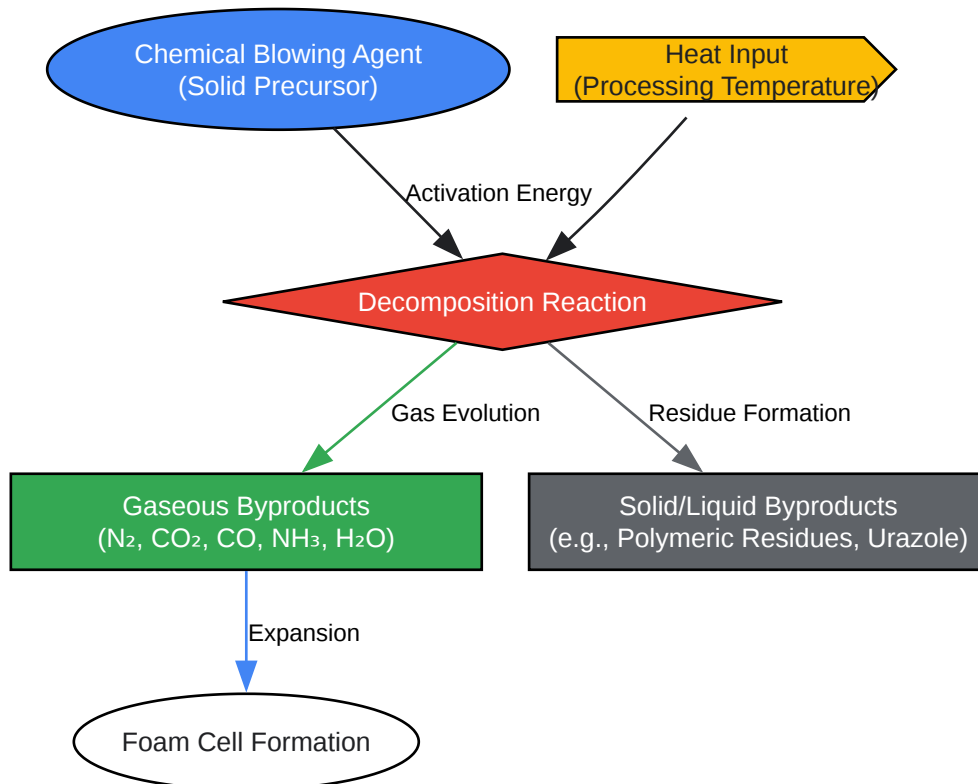 Chemical Blowing Agent
(Solid Precursor)
Heat Input
(Processing Temperature)
Activation Energy
Decomposition Reaction
Gas Evolution
Residue Formation
Gaseous Byproducts
(N₂, CO₂, CO, NH₃, H₂O)
Solid/Liquid Byproducts
(e.g., Polymeric Residues, Urazole)
Expansion
Foam Cell Formation